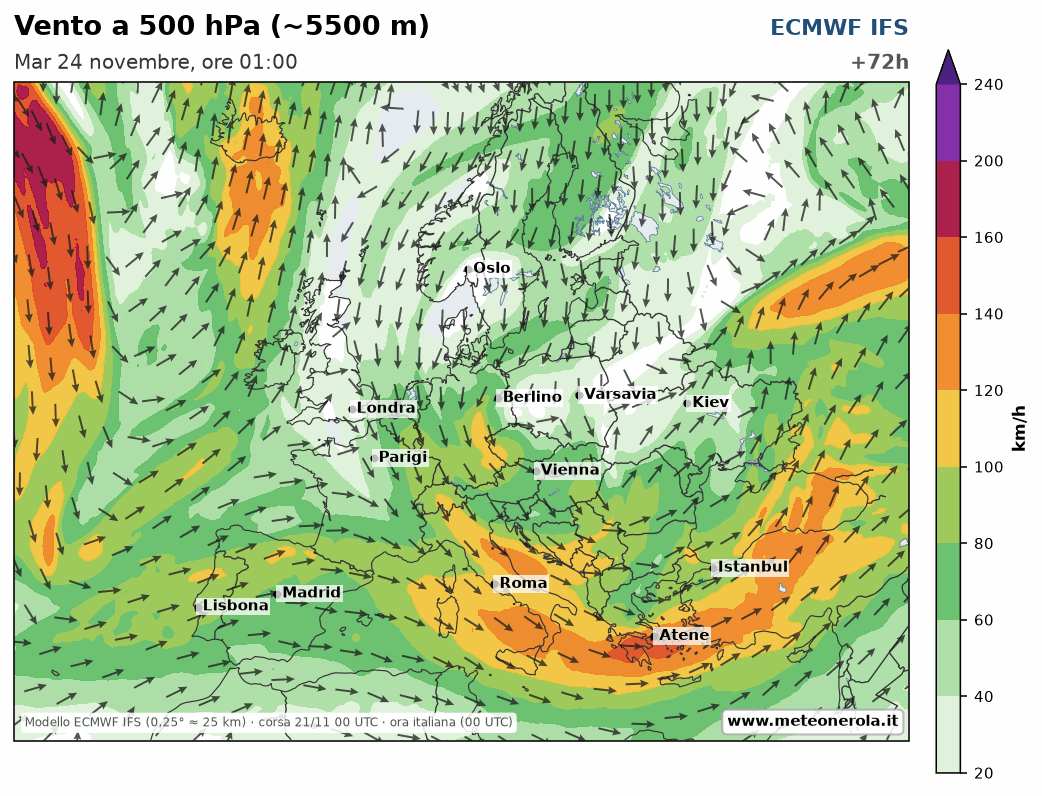 Vento a 500 hPa (~5500 m)
ECMWF IFS
Mar 24 novembre, ore 01:00
+72h
240
200
160
140
120
100
80
60
40
20
km/h
Oslo
Londra
Berlino
Varsavia
Kiev
Parigi
Vienna
Istanbul
Roma
Madrid
Lisbona
Atene
Modello ECMWF IFS (0,25° ≈ 25 km) · corsa 21/11 00 UTC · ora italiana (00 UTC)
www.meteonerola.it